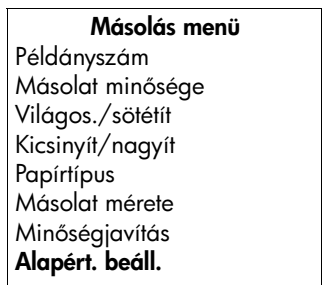 Másolás menü
Példányszám
Másolat minősége
Világos./sötétít
Kicsinyít/nagyít
Papírtípus
Másolat mérete
Minőségjavítás
Alapért. beáll.